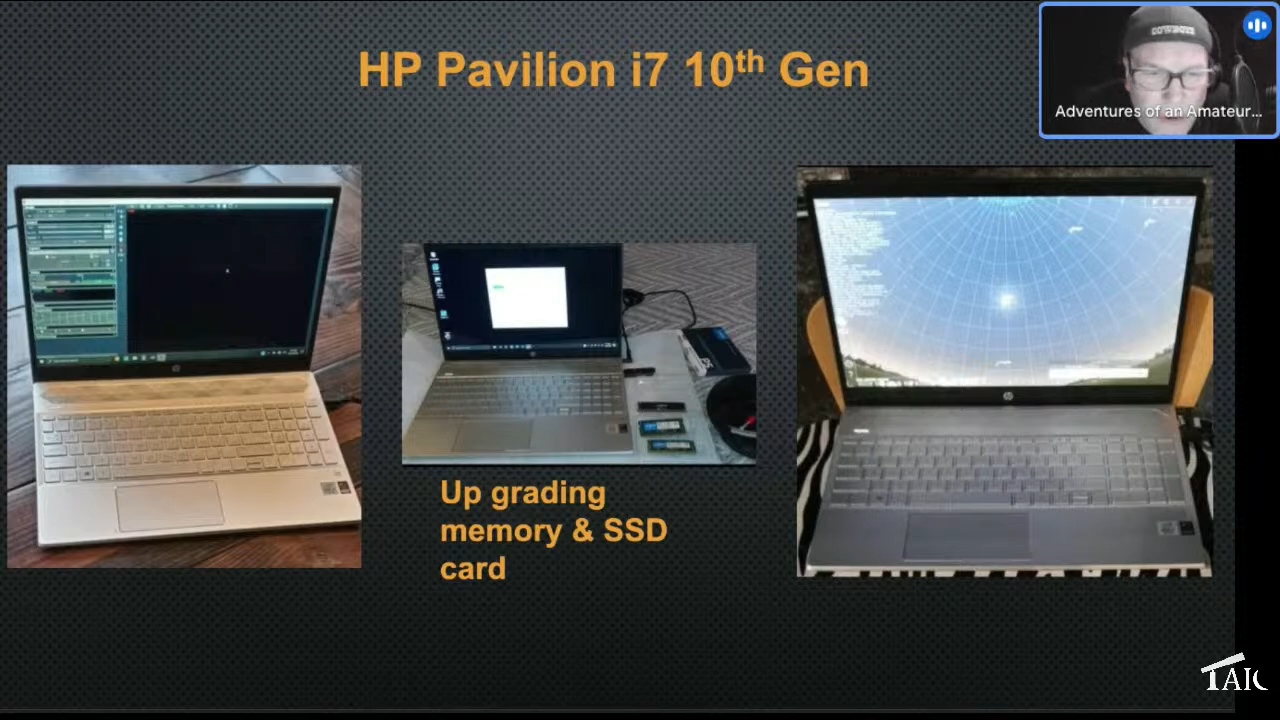 HP Pavilion i7 10th Gen
Adventures of an Amateur...
Up grading
memory & SSD
card
TAIC